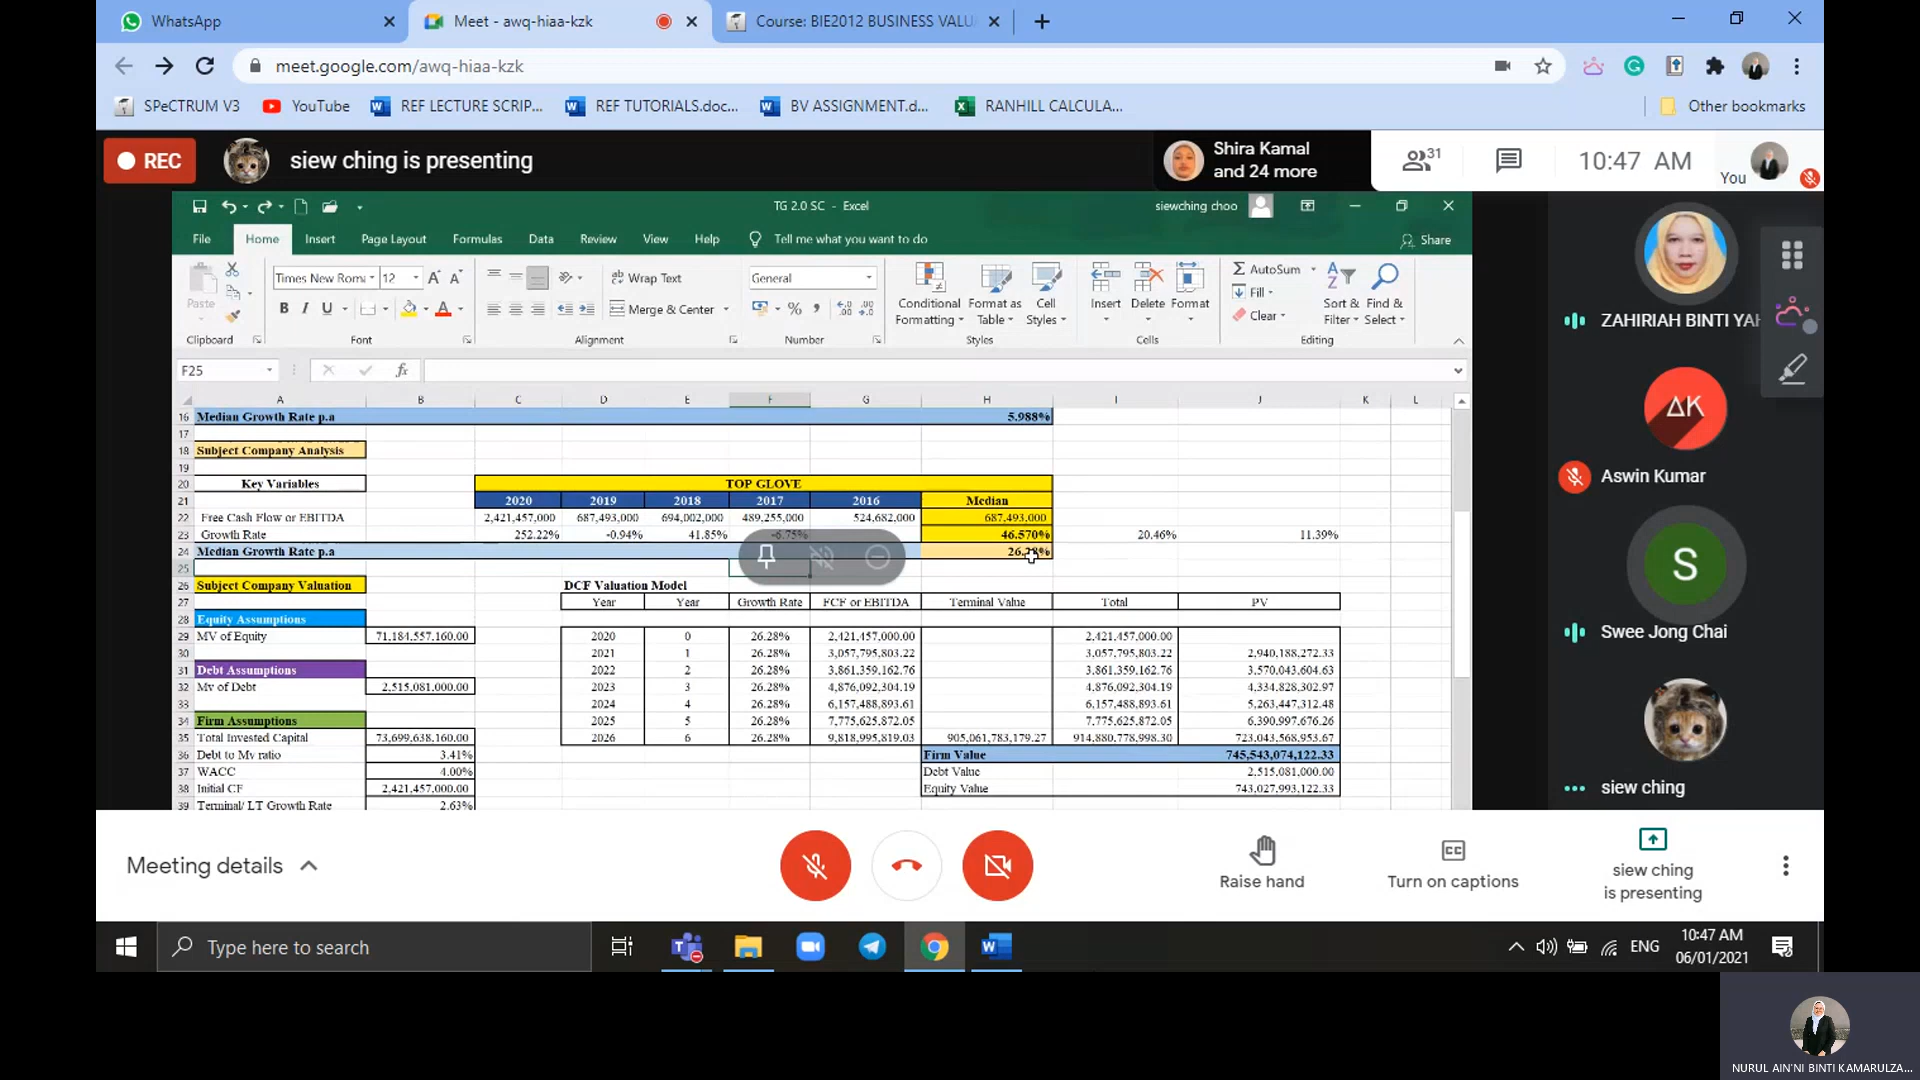 WhatsApp
Meet - awq-hiaa-kzk
Course: BIE2012 BUSINESS VALU
meet.google.com/awq-hiaa-kzk
SPeCTRUM V3
YouTube
REF LECTURE SCRIP...
REF TUTORIALS.doc...
BV ASSIGNMENT.d...
RANHILL CALCULA...
Other bookmarks
REC
siew ching is presenting
Shira Kamal
and 24 more
31
10:47 AM
You
TG 2.0 SC - Excel
siewching choo
File Home Insert Page Layout Formulas Data Review View Help Tell me what you want to do
Share
Paste
Times New Roma 12
Wrap Text
General
B I U
Merge & Center
Conditional Formatting
Format as Table
Cell Styles
Insert Delete Format
AutoSum
Fill
Clear
Sort & Filter
Find & Select
Clipboard Font Alignment Number Styles Cells Editing
F25
fx
A B C D E F G H I J K L
16 Median Growth Rate p.a 5.988%
17
18 Subject Company Analysis
19
20 Key Variables TOP GLOVE
21 2020 2019 2018 2017 2016 Median
22 Free Cash Flow or EBITDA 2,421,457,000 687,493,000 694,002,000 489,255,000 524,682,000 687,493,000
23 Growth Rate 252.22% -0.94% 41.85% -6.75% 46.570% 20.46% 11.39%
24 Median Growth Rate p.a 26.28%
25
26 Subject Company Valuation DCF Valuation Model
27 Year Year Growth Rate FCF or EBITDA Terminal Value Total PV
28 Equity Assumptions
29 MV of Equity 71,184,557,160.00 2020 0 26.28% 2,421,457,000.00 2,421,457,000.00
30 2021 1 26.28% 3,057,795,803.22 3,057,795,803.22 2,940,188,272.33
31 Debt Assumptions 2022 2 26.28% 3,861,359,162.76 3,861,359,162.76 3,570,043,604.63
32 Mv of Debt 2,515,081,000.00 2023 3 26.28% 4,876,092,304.19 4,876,092,304.19 4,334,828,302.97
33 2024 4 26.28% 6,157,488,893.61 6,157,488,893.61 5,263,447,312.48
34 Firm Assumptions 2025 5 26.28% 7,775,625,872.05 7,775,625,872.05 6,390,997,676.26
35 Total Invested Capital 73,699,638,160.00 2026 6 26.28% 9,818,995,819.03 905,061,783,179.27 914,880,778,998.30 723,043,568,953.67
36 Debt to Mv ratio 3.41% Firm Value 745,543,074,122.33
37 WACC 4.00% Debt Value 2,515,081,000.00
38 Initial CF 2,421,457,000.00 Equity Value 743,027,993,122.33
39 Terminal/ LT Growth Rate 2.63%
ZAHIRIAH BINTI YAH
ΔK
Aswin Kumar
S
Swee Jong Chai
siew ching
Meeting details
Raise hand
CC
Turn on captions
siew ching
is presenting
Type here to search
ENG
10:47 AM
06/01/2021
NURUL AIN'NI BINTI KAMARULZA...